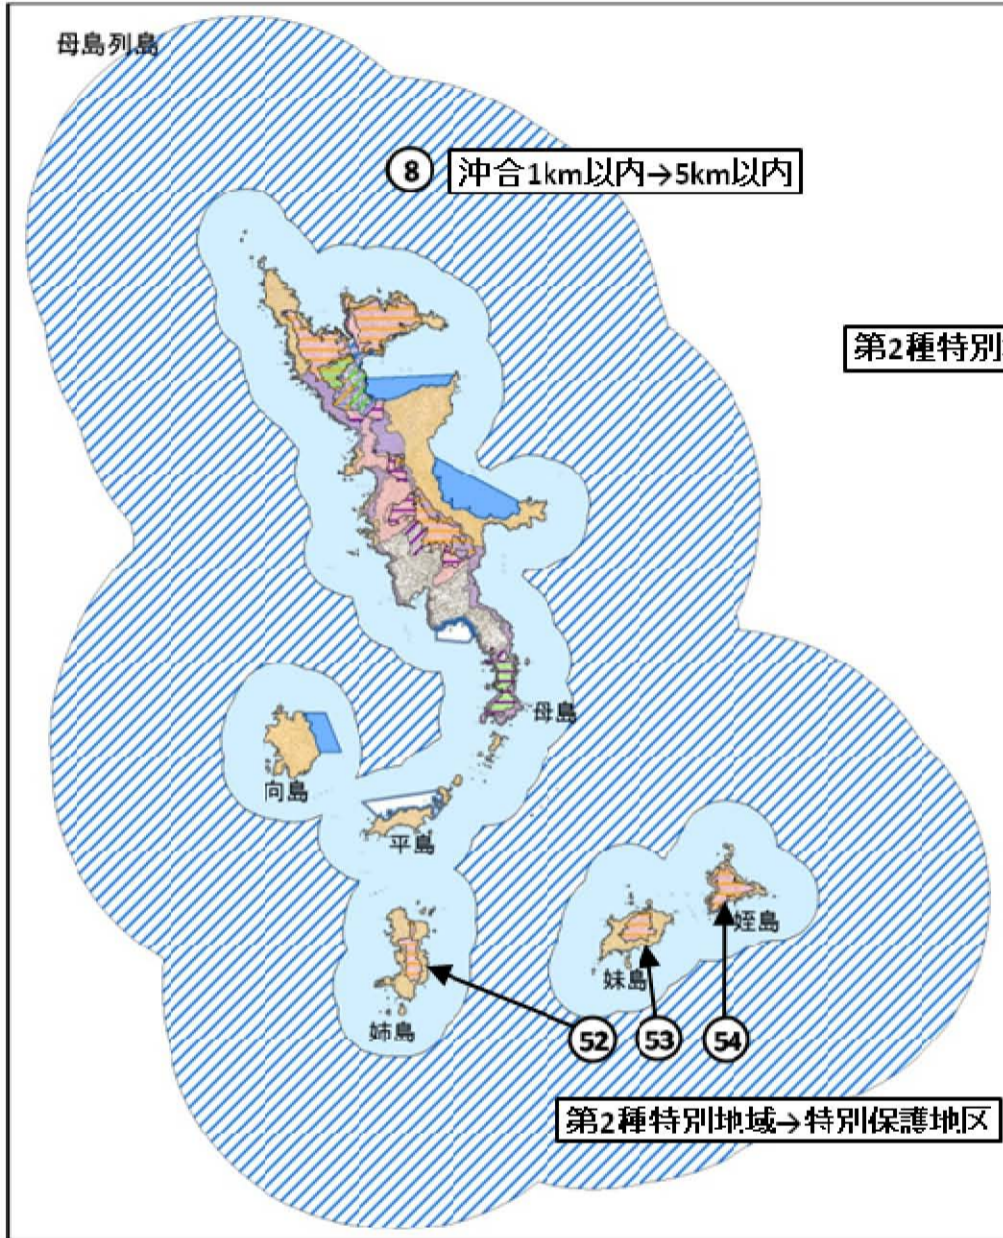 母島列島
8 沖合1km以内→5km以内
第2種特別
母島
向島
平島
姪島
妹島
姉島
52 53 54
第2種特別地域→特別保護地区